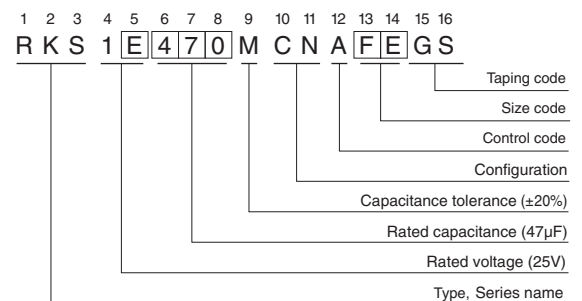 1 2 3 4 5 6 7 8 9 10 11 12 13 14 15 16
R K S 1 E 4 7 0 M C N A F E G S
Taping code
Size code
Control code
Configuration
Capacitance tolerance (±20%)
Rated capacitance (47µF)
Rated voltage (25V)
Type, Series name